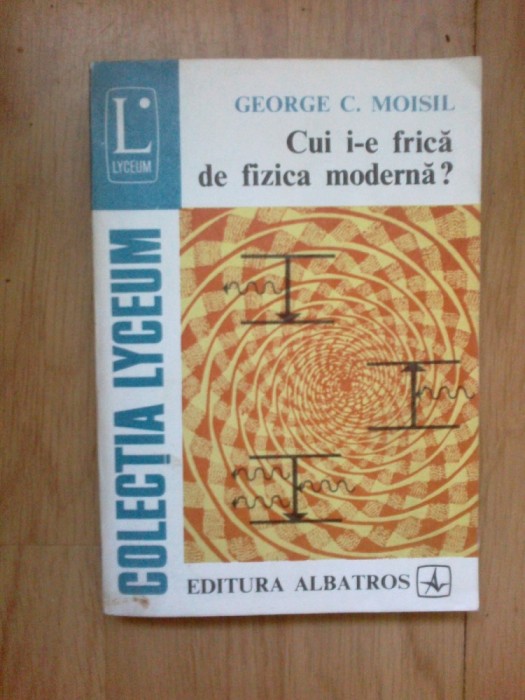 L
LYCEUM
GEORGE C. MOISIL
Cui i-e frică
de fizica modernă?
COLECȚIA LYCEUM
EDITURA ALBATROS